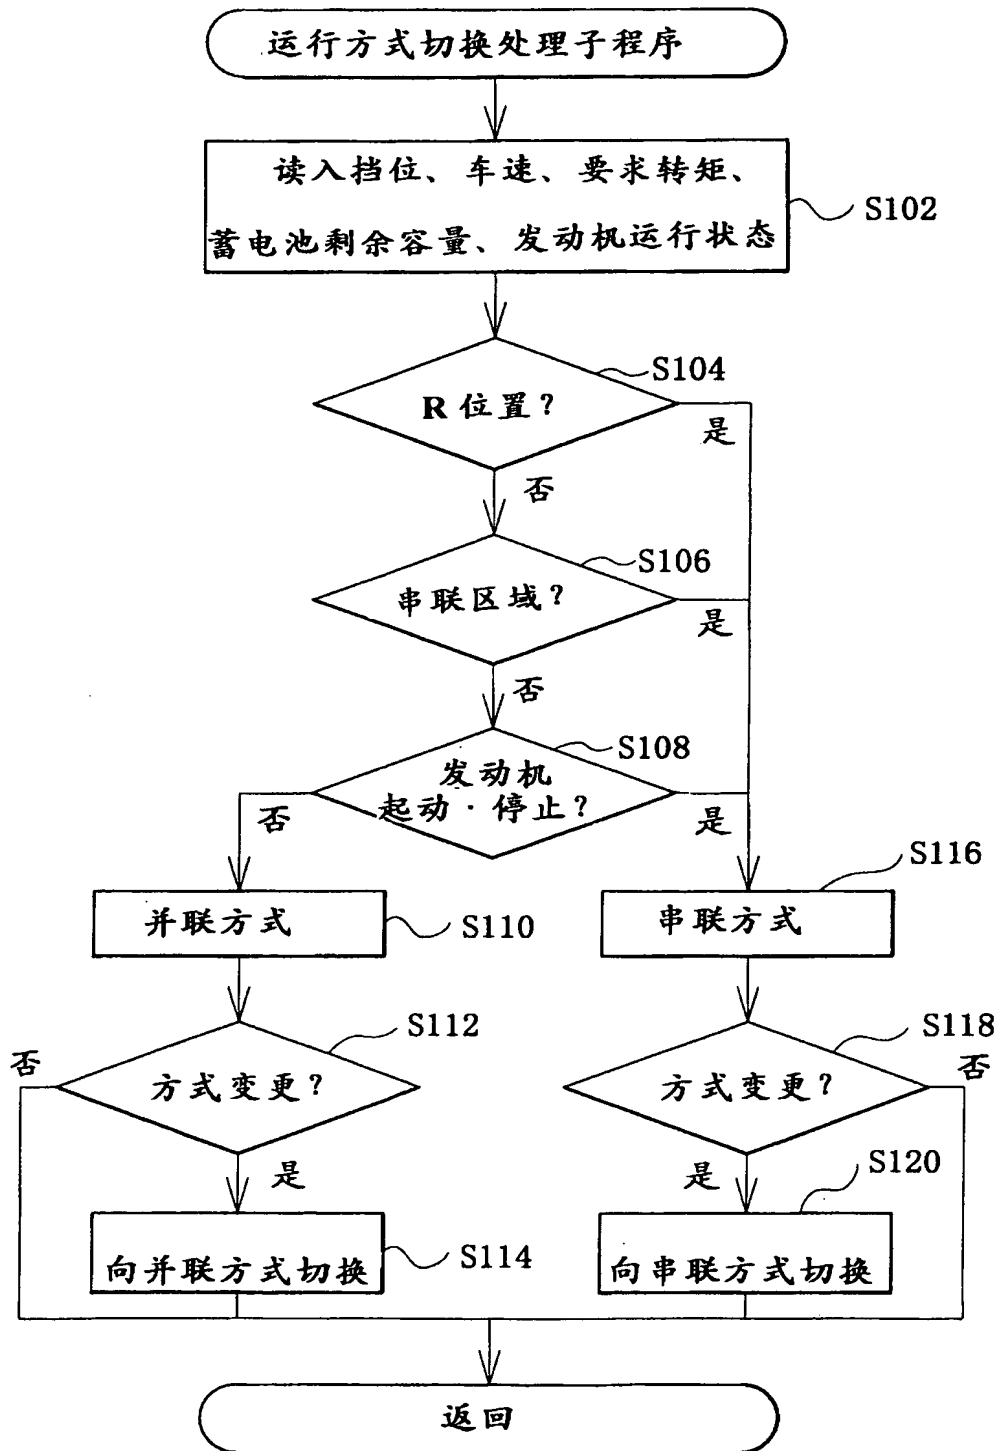 运行方式切换处理子程序
读入挡位、车速、要求转矩、
蓄电池剩余容量、发动机运行状态
S102
S104
R 位置？
是
否
S106
串联区域？
是
否
S108
发动机
起动·停止？
否
是
S116
并联方式
S110
串联方式
S112
S118
否
方式变更？
方式变更？
否
是
是
S120
向并联方式切换
S114
向串联方式切换
返回